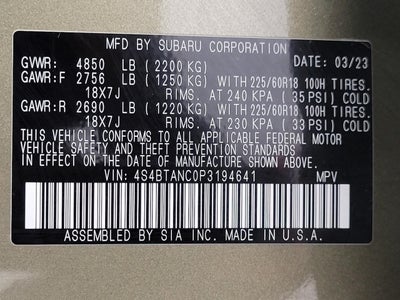 MFD BY SUBARU CORPORATION
GVWR: 4850 LB (2200 KG) DATE: 03/23
GAWR:F 2756 LB (1250 KG) WITH 225/60R18 100H TIRES.
18X7J RIMS. AT 240 KPA (35 PSI) COLD
GAWR:R 2690 LB (1220 KG) WITH 225/60R18 100H TIRES.
18X7J RIMS. AT 230 KPA (33 PSI) COLD
THIS VEHICLE CONFORMS TO ALL APPLICABLE FEDERAL MOTOR
VEHICLE SAFETY AND THEFT PREVENTION STANDARDS
IN EFFECT ON THE DATE OF MANUFACTURE SHOWN ABOVE.
VIN: 4S4BTANC0P3194641 MPV
ASSEMBLED BY SIA INC. MADE IN U.S.A.